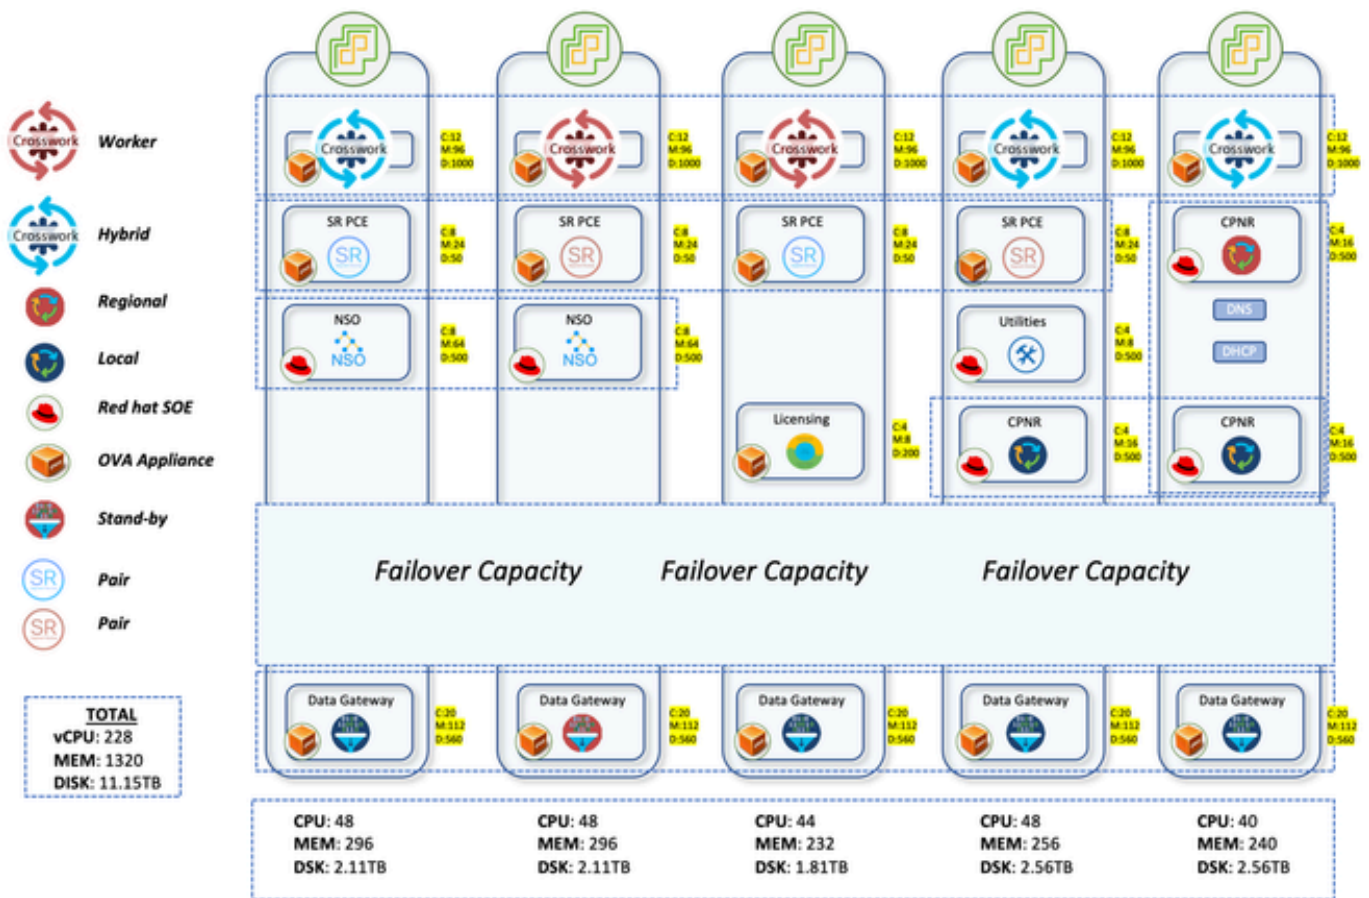 Crosswork
Worker
Crosswork
Hybrid
Regional
Local
Red hat SOE
OVA Appliance
Stand-by
SR
Pair
SR
Pair
TOTAL
vCPU: 228
MEM: 1320
DISK: 11.15TB
Crosswork
C:12
M:96
D:1000
Crosswork
C:12
M:96
D:1000
Crosswork
C:12
M:96
D:1000
Crosswork
C:12
M:96
D:1000
Crosswork
C:12
M:96
D:1000
SR PCE
SR
C:8
M:24
D:50
SR PCE
SR
C:8
M:24
D:50
SR PCE
SR
C:8
M:24
D:50
SR PCE
SR
C:8
M:24
D:50
CPNR
C:4
M:16
D:500
DNS
DHCP
NSO
NSO
C:8
M:64
D:500
NSO
NSO
C:8
M:64
D:500
Utilities
C:4
M:8
D:500
Licensing
C:4
M:8
D:200
CPNR
C:4
M:16
D:500
CPNR
C:4
M:16
D:500
Failover Capacity
Failover Capacity
Failover Capacity
Data Gateway
C:20
M:112
D:560
Data Gateway
C:20
M:112
D:560
Data Gateway
C:20
M:112
D:560
Data Gateway
C:20
M:112
D:560
Data Gateway
C:20
M:112
D:560
CPU: 48
MEM: 296
DSK: 2.11TB
CPU: 48
MEM: 296
DSK: 2.11TB
CPU: 44
MEM: 232
DSK: 1.81TB
CPU: 48
MEM: 256
DSK: 2.56TB
CPU: 40
MEM: 240
DSK: 2.56TB